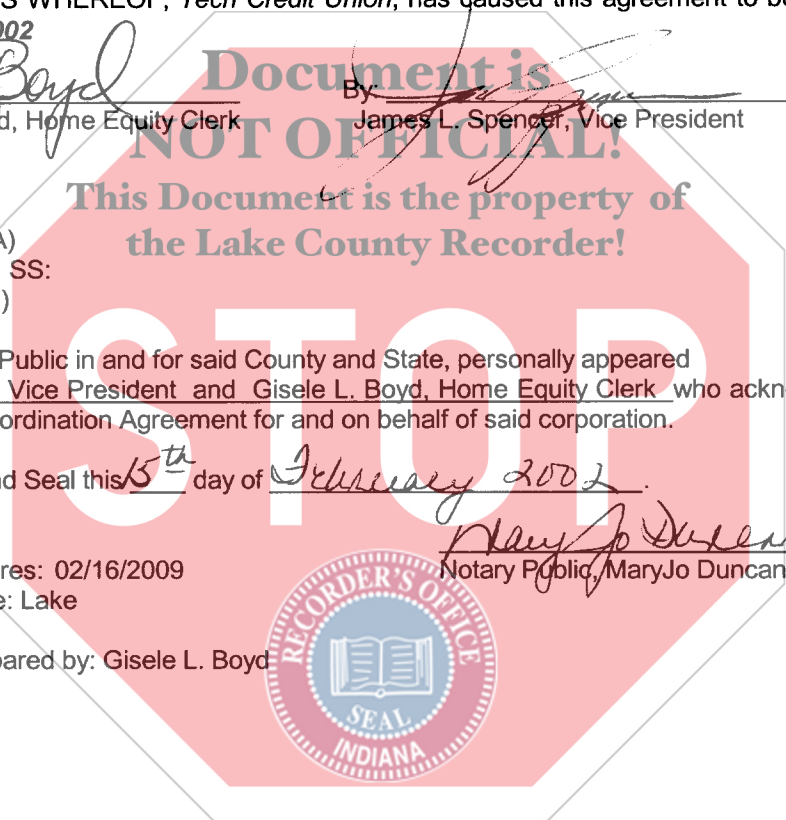 S WHEREOF, Tech Credit Union, has caused this agreement to be
002
Document is
Boyd By:
d, Home Equity Clerk James L. Spencer, Vice President
NOT OFFICIAL!
This Document is the property of
the Lake County Recorder!
A)
SS:
)
STOP
Public in and for said County and State, personally appeared
Vice President and Gisele L. Boyd, Home Equity Clerk who ackn
ordination Agreement for and on behalf of said corporation.
d Seal this 15th day of February 2002.
Mary Jo Duncan
res: 02/16/2009 Notary Public, MaryJo Duncan
e: Lake
pared by: Gisele L. Boyd
RECORDER'S OFFICE
SEAL
INDIANA